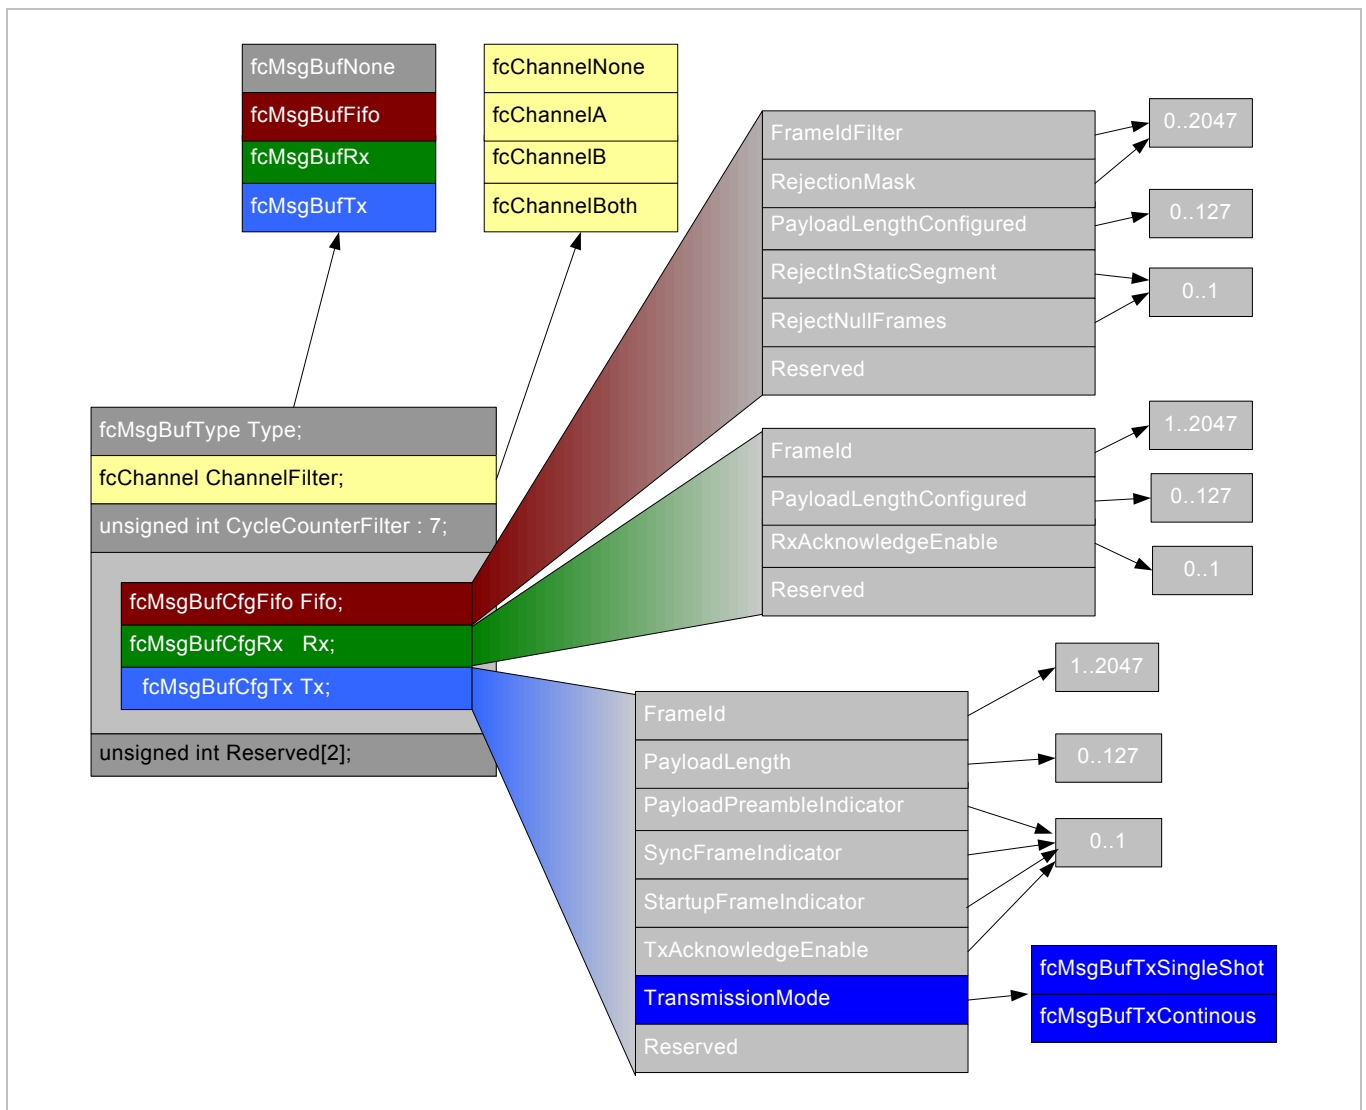 fcMsgBufNone
fcMsgBufFifo
fcMsgBufRx
fcMsgBufTx
fcChannelNone
fcChannelA
fcChannelB
fcChannelBoth
fcMsgBufType Type;
fcChannel ChannelFilter;
unsigned int CycleCounterFilter : 7;
fcMsgBufCfgFifo Fifo;
fcMsgBufCfgRx Rx;
fcMsgBufCfgTx Tx;
unsigned int Reserved[2];
FrameIdFilter
RejectionMask
PayloadLengthConfigured
RejectInStaticSegment
RejectNullFrames
Reserved
0..2047
0..127
0..1
FrameId
PayloadLengthConfigured
RxAcknowledgeEnable
Reserved
1..2047
0..127
0..1
FrameId
PayloadLength
PayloadPreambleIndicator
SyncFrameIndicator
StartupFrameIndicator
TxAcknowledgeEnable
TransmissionMode
Reserved
1..2047
0..127
0..1
fcMsgBufTxSingleShot
fcMsgBufTxContinous